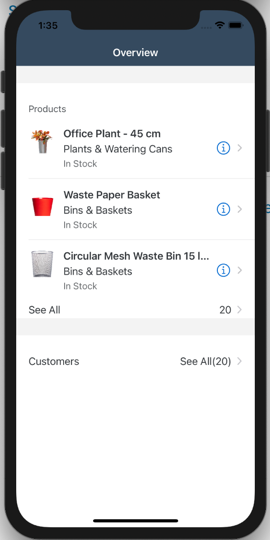 1:35
Overview
Products
Office Plant - 45 cm
Plants & Watering Cans
In Stock
Waste Paper Basket
Bins & Baskets
In Stock
Circular Mesh Waste Bin 15 l...
Bins & Baskets
In Stock
See All 20
Customers See All(20)